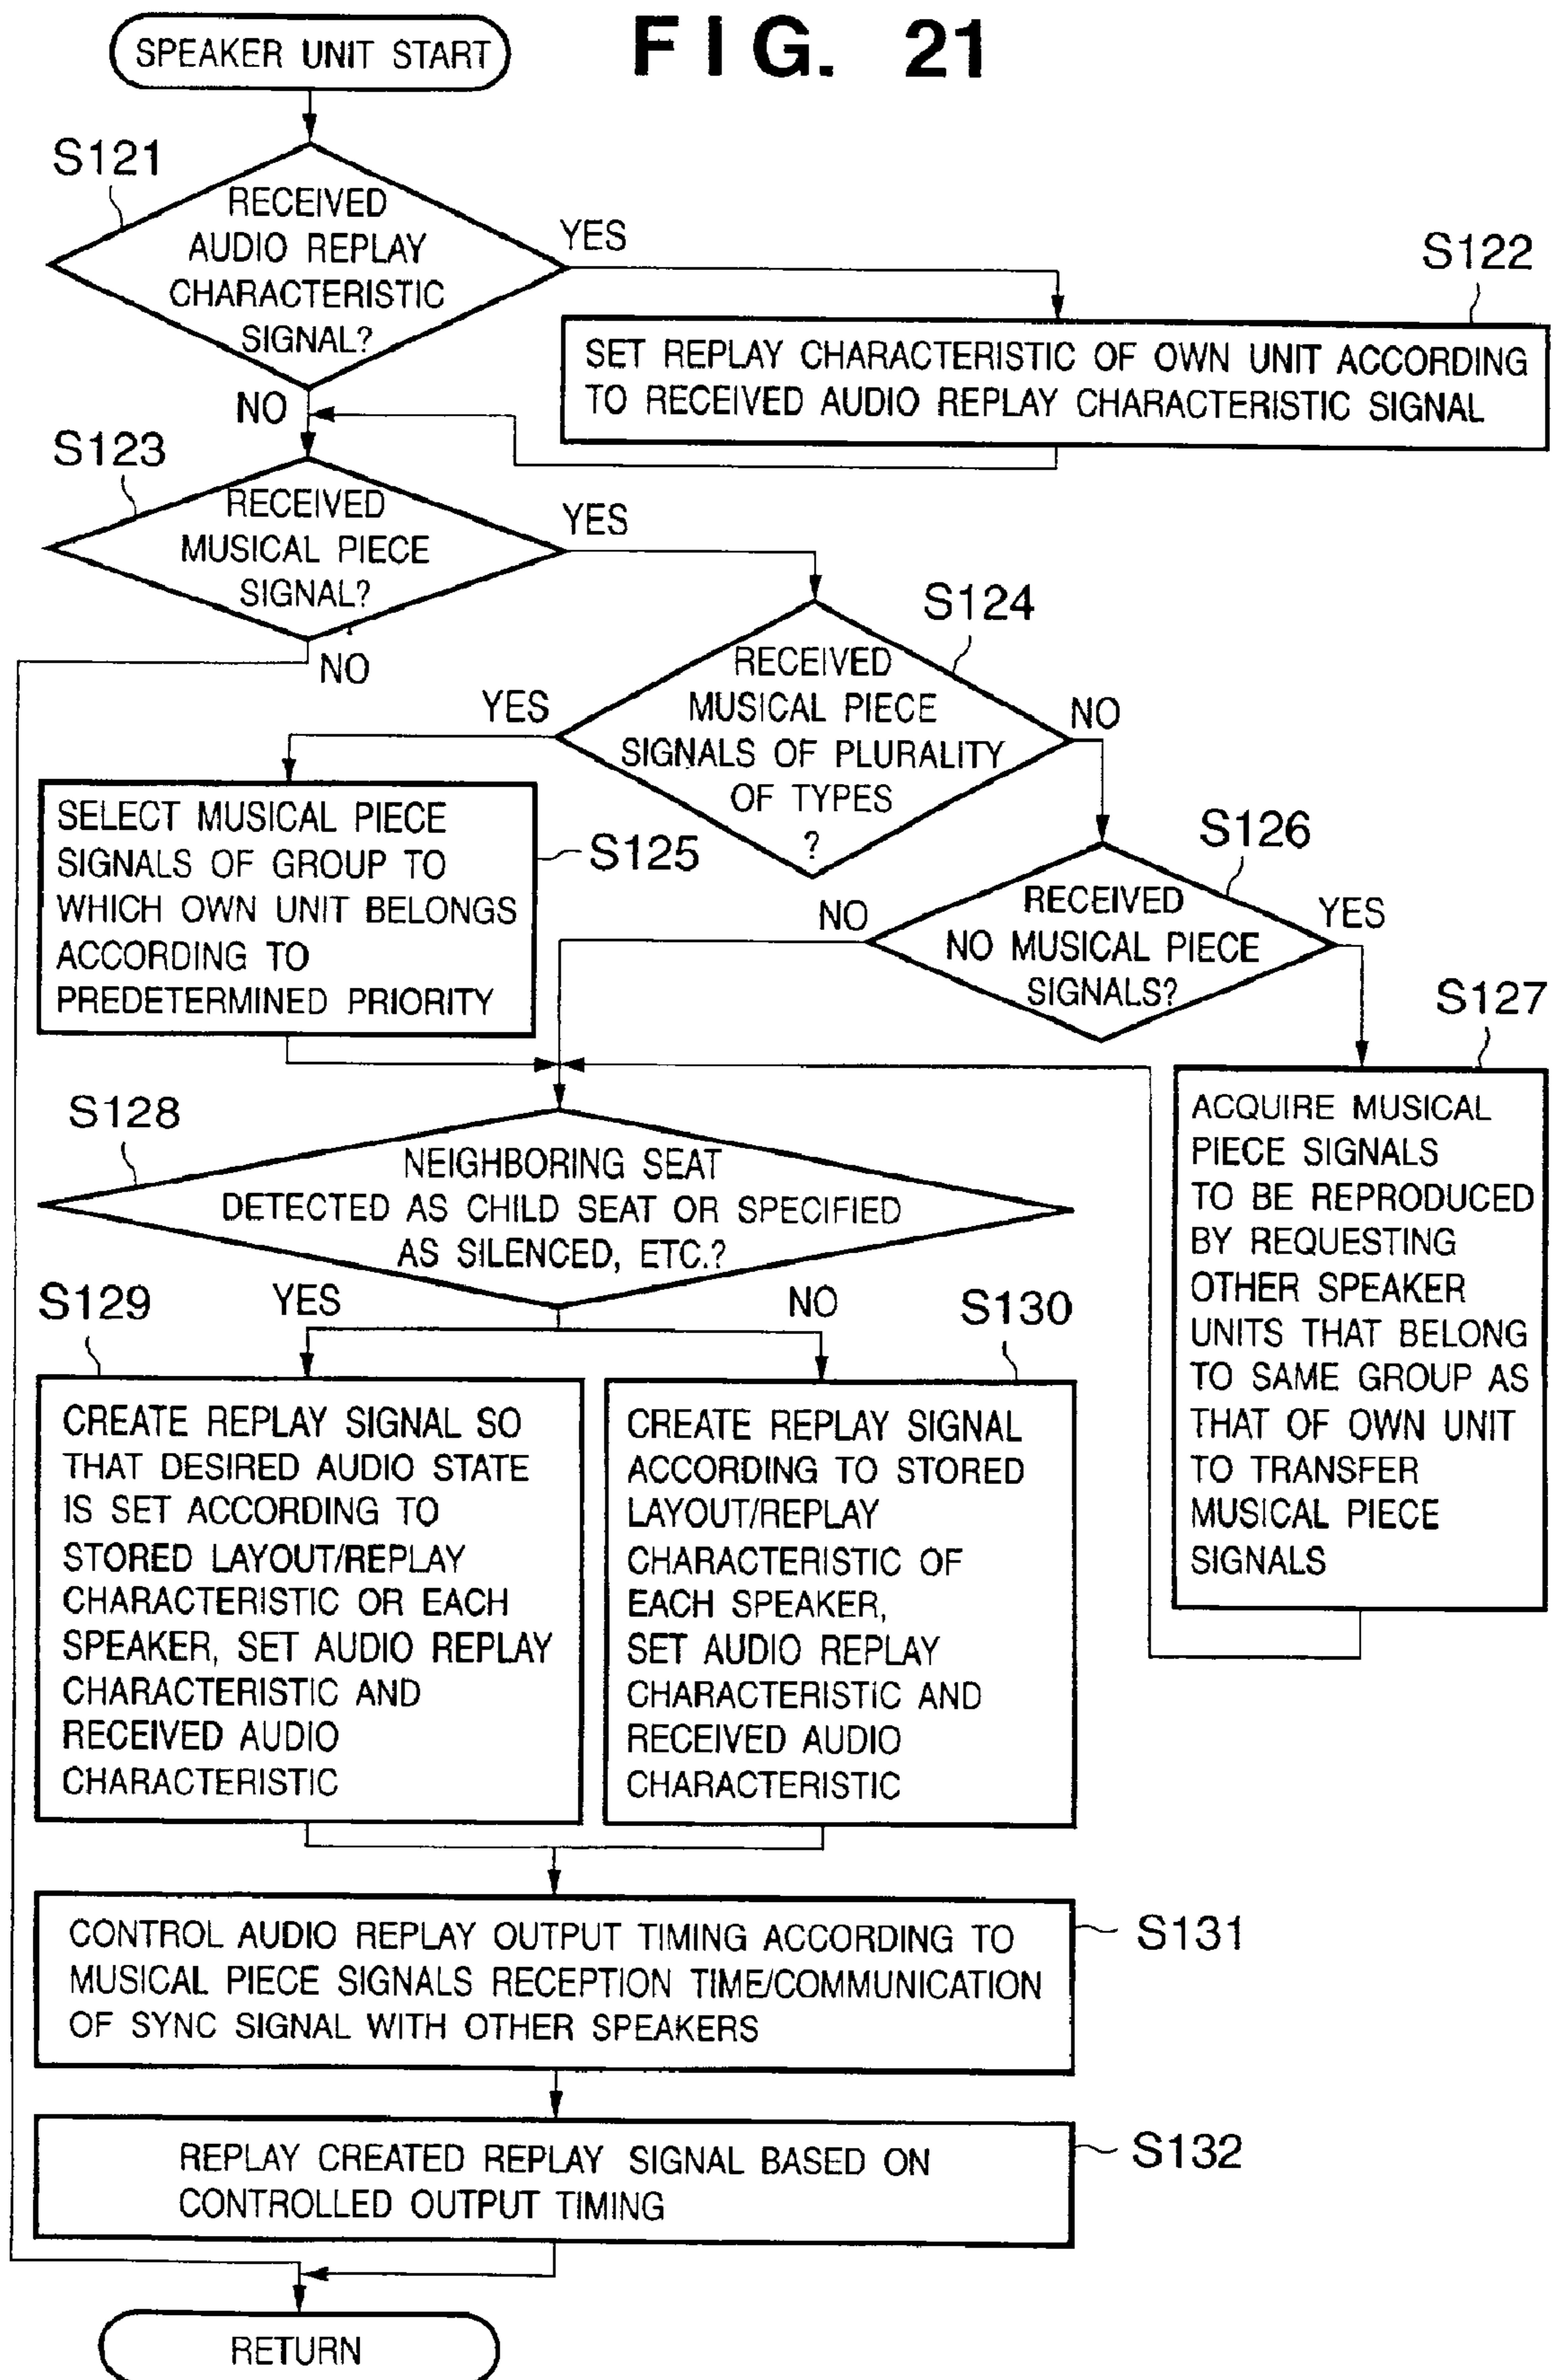 FIG. 21
SPEAKER UNIT START
S121
RECEIVED
AUDIO REPLAY
CHARACTERISTIC
SIGNAL?
YES
NO
S122
SET REPLAY CHARACTERISTIC OF OWN UNIT ACCORDING
TO RECEIVED AUDIO REPLAY CHARACTERISTIC SIGNAL
S123
RECEIVED
MUSICAL PIECE
SIGNAL?
YES
NO
S124
RECEIVED
MUSICAL PIECE
SIGNALS OF PLURALITY
OF TYPES
?
YES
NO
SELECT MUSICAL PIECE
SIGNALS OF GROUP TO
WHICH OWN UNIT BELONGS
ACCORDING TO
PREDETERMINED PRIORITY
S125
S126
RECEIVED
NO MUSICAL PIECE
SIGNALS?
NO
YES
S127
ACQUIRE MUSICAL
PIECE SIGNALS
TO BE REPRODUCED
BY REQUESTING
OTHER SPEAKER
UNITS THAT BELONG
TO SAME GROUP AS
THAT OF OWN UNIT
TO TRANSFER
MUSICAL PIECE
SIGNALS
S128
NEIGHBORING SEAT
DETECTED AS CHILD SEAT OR SPECIFIED
AS SILENCED, ETC.?
YES
NO
S129
CREATE REPLAY SIGNAL SO
THAT DESIRED AUDIO STATE
IS SET ACCORDING TO
STORED LAYOUT/REPLAY
CHARACTERISTIC OR EACH
SPEAKER, SET AUDIO REPLAY
CHARACTERISTIC AND
RECEIVED AUDIO
CHARACTERISTIC
S130
CREATE REPLAY SIGNAL
ACCORDING TO STORED
LAYOUT/REPLAY
CHARACTERISTIC OF
EACH SPEAKER,
SET AUDIO REPLAY
CHARACTERISTIC AND
RECEIVED AUDIO
CHARACTERISTIC
CONTROL AUDIO REPLAY OUTPUT TIMING ACCORDING TO
MUSICAL PIECE SIGNALS RECEPTION TIME/COMMUNICATION
OF SYNC SIGNAL WITH OTHER SPEAKERS
S131
REPLAY CREATED REPLAY SIGNAL BASED ON
CONTROLLED OUTPUT TIMING
S132
RETURN